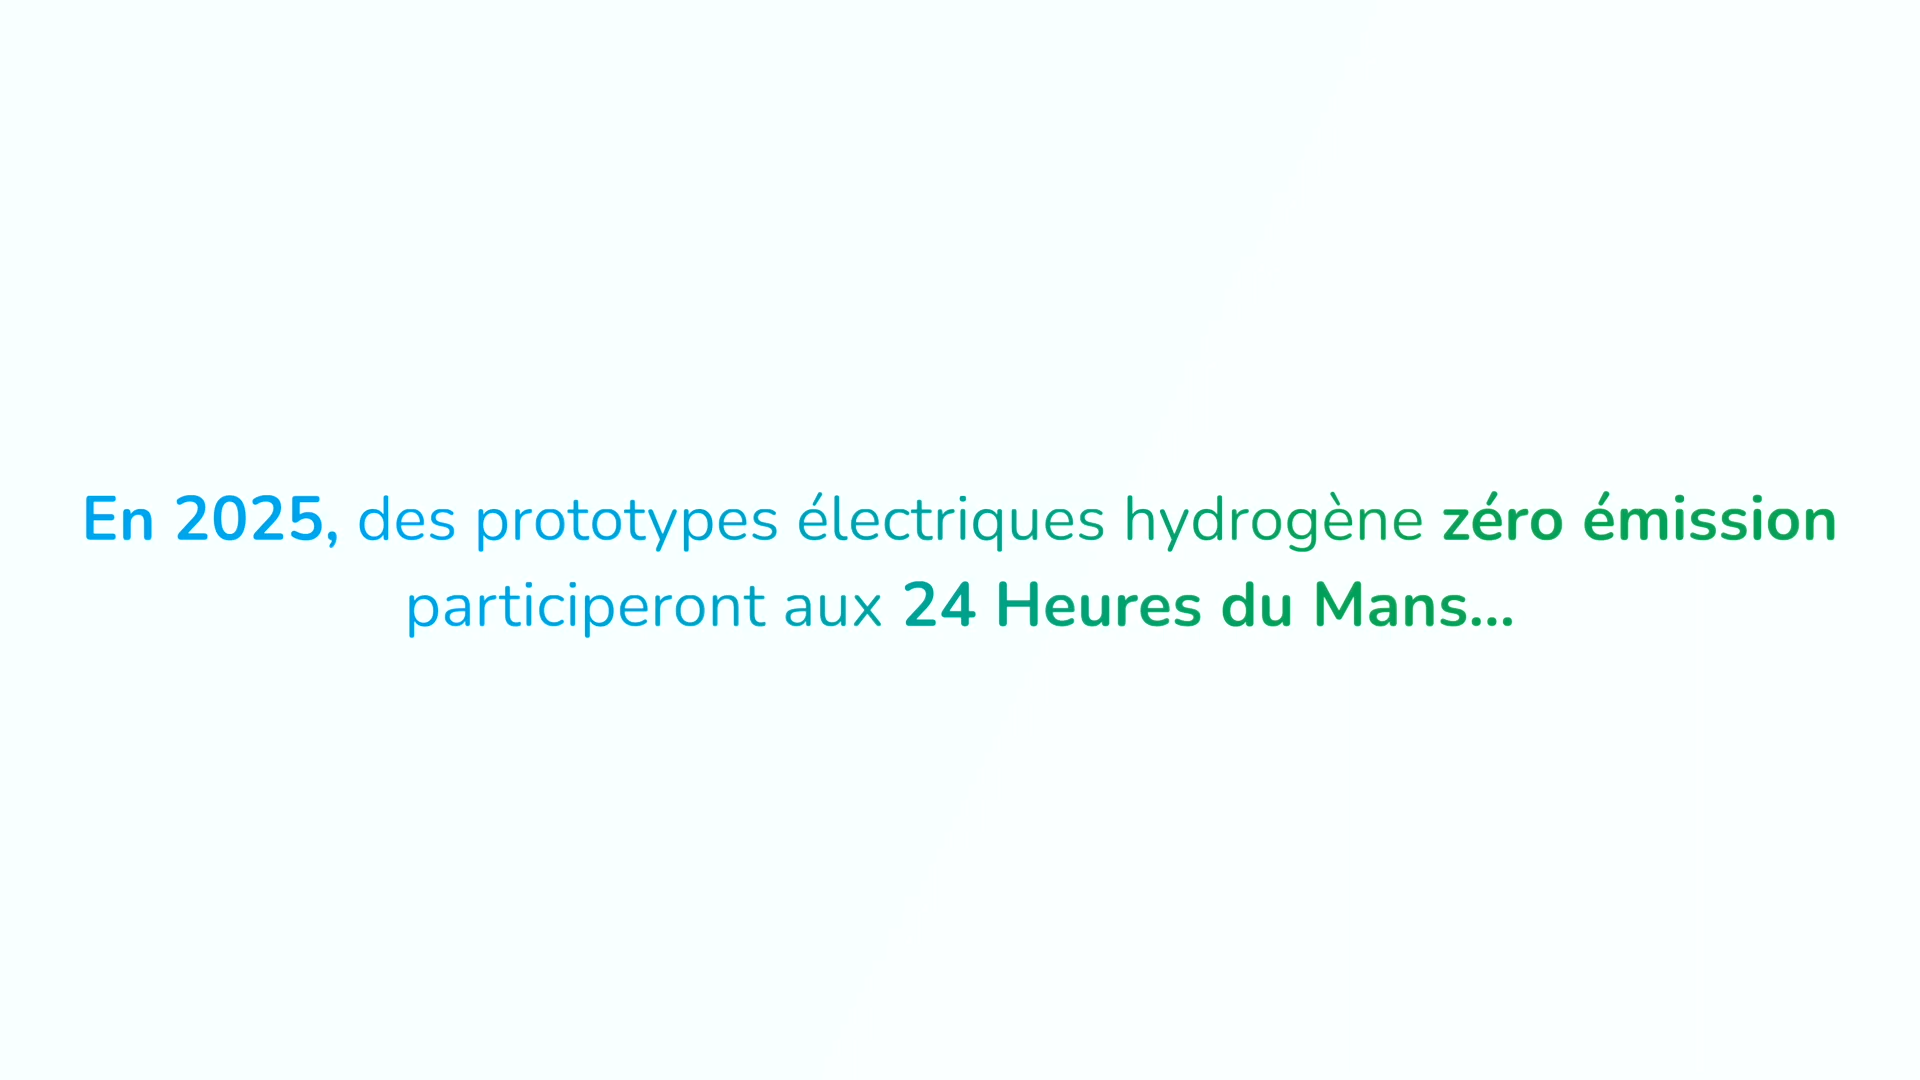 En 2025, des prototypes électriques hydrogène zéro émission
participeront aux 24 Heures du Mans...